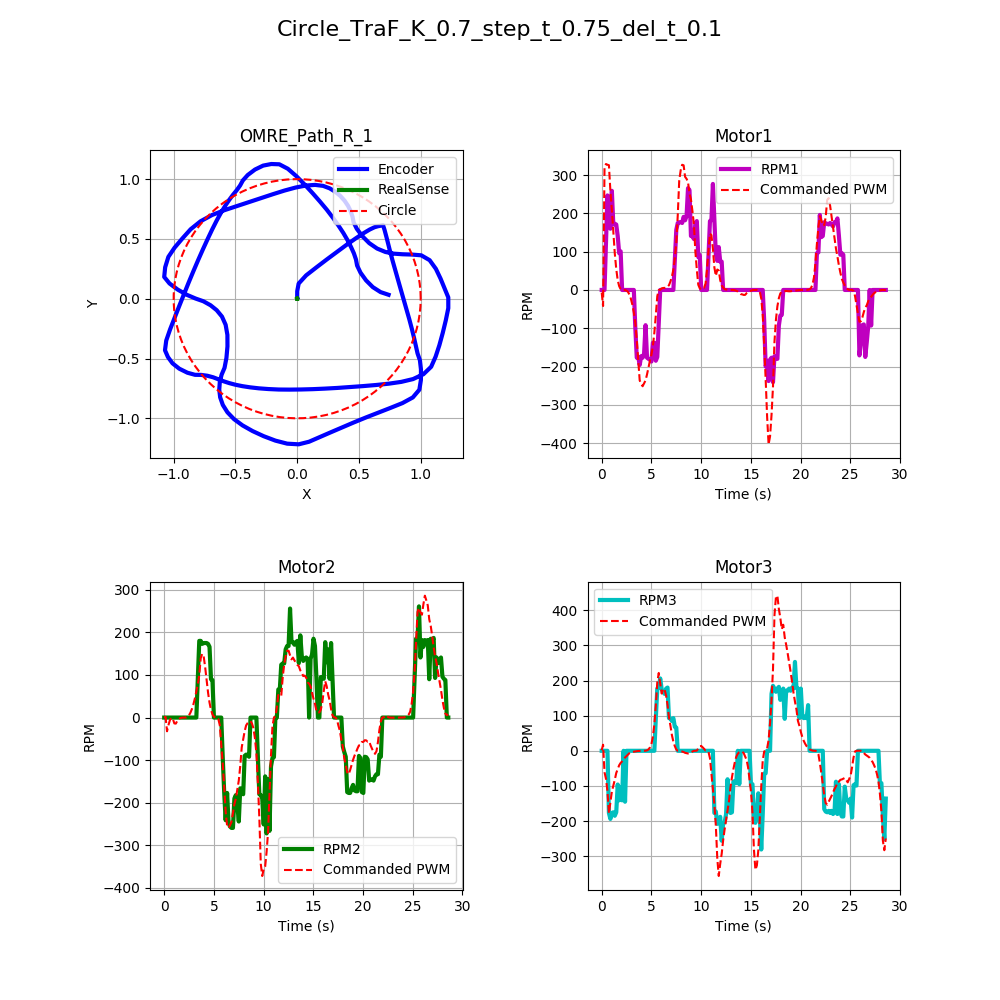 Circle_TraF_K_0.7_step_t_0.75_del_t_0.1
OMRE_Path_R_1
Encoder
RealSense
Circle
1.0
0.5
0.0
−0.5
−1.0
Y
−1.0 −0.5 0.0 0.5 1.0
X
Motor1
RPM1
Commanded PWM
300
200
100
0
−100
−200
−300
−400
RPM
0 5 10 15 20 25 30
Time (s)
Motor2
300
200
100
0
−100
−200
−300
−400
RPM
RPM2
Commanded PWM
0 5 10 15 20 25 30
Time (s)
Motor3
RPM3
Commanded PWM
400
300
200
100
0
−100
−200
−300
RPM
0 5 10 15 20 25 30
Time (s)